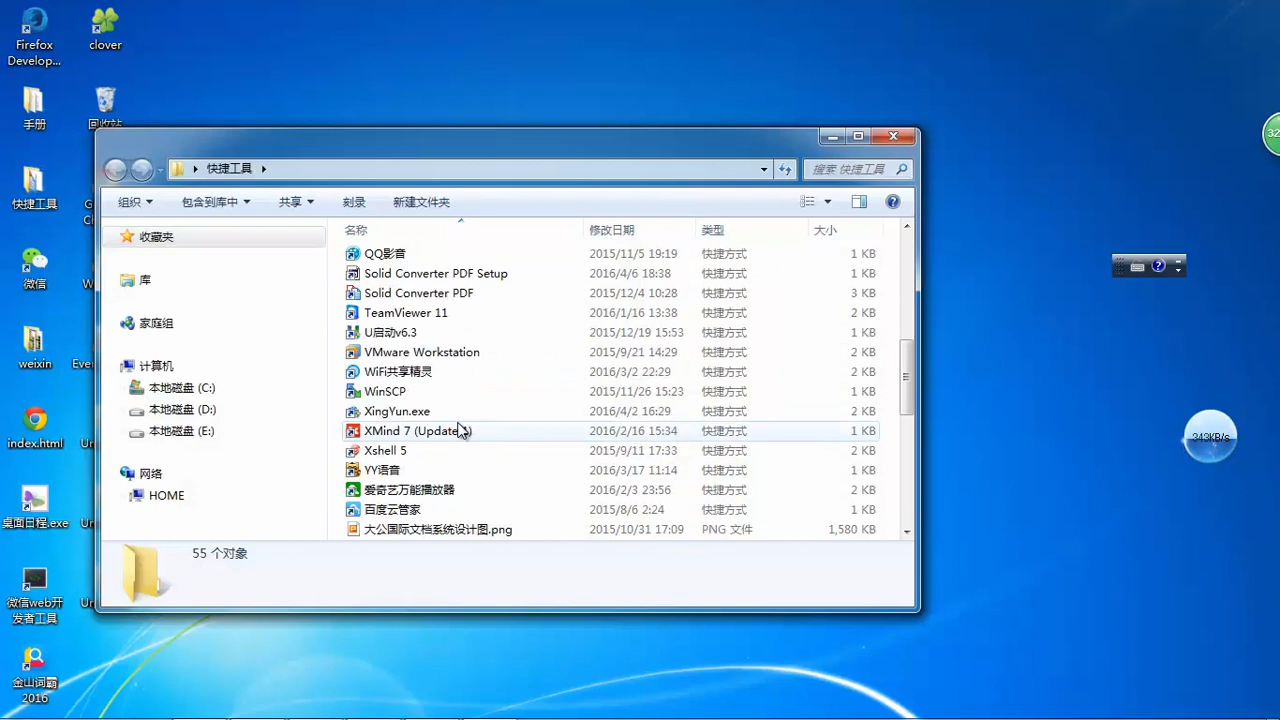 Firefox
Develop...
clover
手册
回收站
快捷工具
微信
weixin
index.html
桌面日程.exe
微信web开
发者工具
金山词霸
2016
快捷工具
搜索 快捷工具
组织
包含到库中
共享
刻录
新建文件夹
收藏夹
库
家庭组
计算机
本地磁盘 (C:)
本地磁盘 (D:)
本地磁盘 (E:)
网络
HOME
名称 修改日期 类型 大小
QQ影音 2015/11/5 19:19 快捷方式 1 KB
Solid Converter PDF Setup 2016/4/6 18:38 快捷方式 1 KB
Solid Converter PDF 2015/12/4 10:28 快捷方式 3 KB
TeamViewer 11 2016/1/16 13:38 快捷方式 1 KB
U启动v6.3 2015/12/19 15:53 快捷方式 1 KB
VMware Workstation 2015/9/21 14:29 快捷方式 2 KB
WiFi共享精灵 2016/3/2 22:29 快捷方式 2 KB
WinSCP 2015/11/26 15:23 快捷方式 1 KB
XingYun.exe 2016/4/2 16:29 快捷方式 1 KB
XMind 7 (Update 2016/2/16 15:34 快捷方式 1 KB
Xshell 5 2015/9/11 17:33 快捷方式 2 KB
YY语音 2016/3/17 11:14 快捷方式 2 KB
爱奇艺万能播放器 2016/2/3 23:56 快捷方式 2 KB
百度云管家 2015/8/6 2:24 快捷方式 1 KB
大公国际文档系统设计图.png 2015/10/31 17:09 PNG 文件 1,580 KB
55 个对象
32
343KB/s